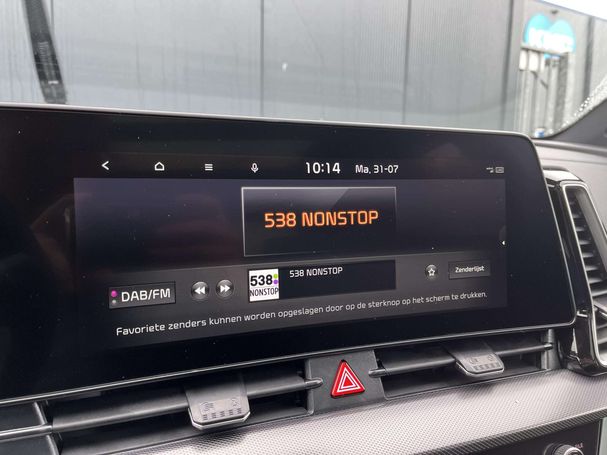 10:14 Ma, 31-07
538 NONSTOP
DAB/FM
538
NONSTOP
538 NONSTOP
Zenderlijst
Favoriete zenders kunnen worden opgeslagen door op de sterknop op het scherm te drukken.